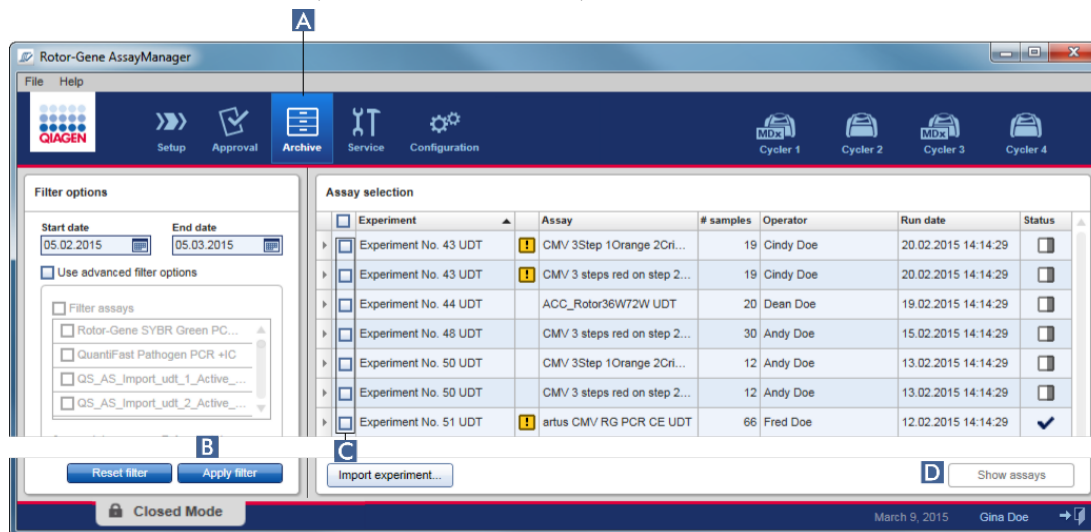 A
Rotor-Gene AssayManager
File Help
QIAGEN
Setup Approval Archive Service Configuration MDx Cycler 1 Cycler 2 MDx Cycler 3 Cycler 4
Filter options
Start date End date
05.02.2015 05.03.2015
Use advanced filter options
Filter assays
Rotor-Gene SYBR Green PC...
QuantiFast Pathogen PCR +IC
QS_AS_Import_udt_1_Active_...
QS_AS_Import_udt_2_Active_...
B
Reset filter Apply filter
Assay selection
Experiment Assay # samples Operator Run date Status
Experiment No. 43 UDT ! CMV 3Step 1Orange 2Cri... 19 Cindy Doe 20.02.2015 14:14:29
Experiment No. 43 UDT ! CMV 3 steps red on step 2... 19 Cindy Doe 20.02.2015 14:14:29
Experiment No. 44 UDT ACC_Rotor36W72W UDT 20 Dean Doe 19.02.2015 14:14:29
Experiment No. 48 UDT CMV 3 steps red on step 2... 30 Andy Doe 15.02.2015 14:14:29
Experiment No. 50 UDT CMV 3Step 1Orange 2Cri... 12 Andy Doe 13.02.2015 14:14:29
Experiment No. 50 UDT CMV 3 steps red on step 2... 12 Andy Doe 13.02.2015 14:14:29
Experiment No. 51 UDT ! artus CMV RG PCR CE UDT 66 Fred Doe 12.02.2015 14:14:29
C
Import experiment... D Show assays
Closed Mode March 9, 2015 Gina Doe